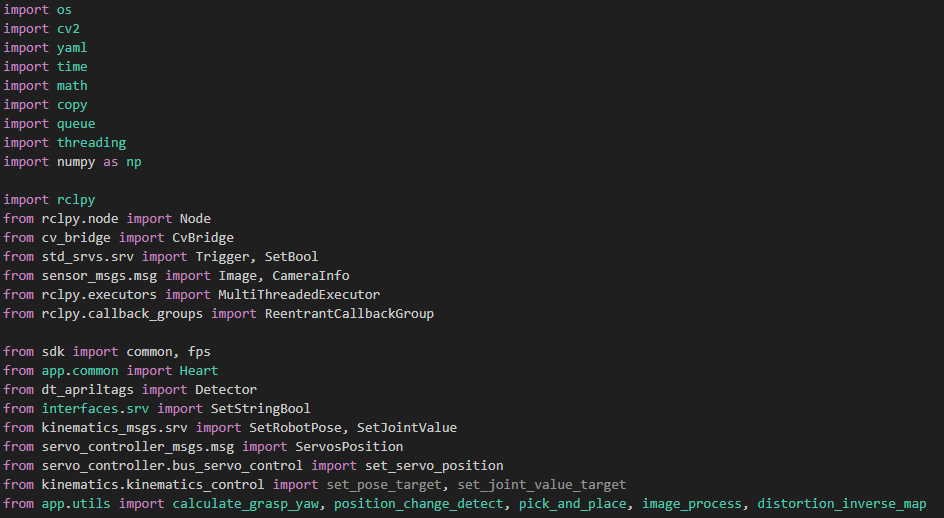 import os
import cv2
import yaml
import time
import math
import copy
import queue
import threading
import numpy as np

import rclpy
from rclpy.node import Node
from cv_bridge import CvBridge
from std_srvs.srv import Trigger, SetBool
from sensor_msgs.msg import Image, CameraInfo
from rclpy.executors import MultiThreadedExecutor
from rclpy.callback_groups import ReentrantCallbackGroup

from sdk import common, fps
from app.common import Heart
from dt_apriltags import Detector
from interfaces.srv import SetStringBool
from kinematics_msgs.srv import SetRobotPose, SetJointValue
from servo_controller_msgs.msg import ServosPosition
from servo_controller.bus_servo_control import set_servo_position
from kinematics.kinematics_control import set_pose_target, set_joint_value_target
from app.utils import calculate_grasp_yaw, position_change_detect, pick_and_place, image_process, distortion_inverse_map